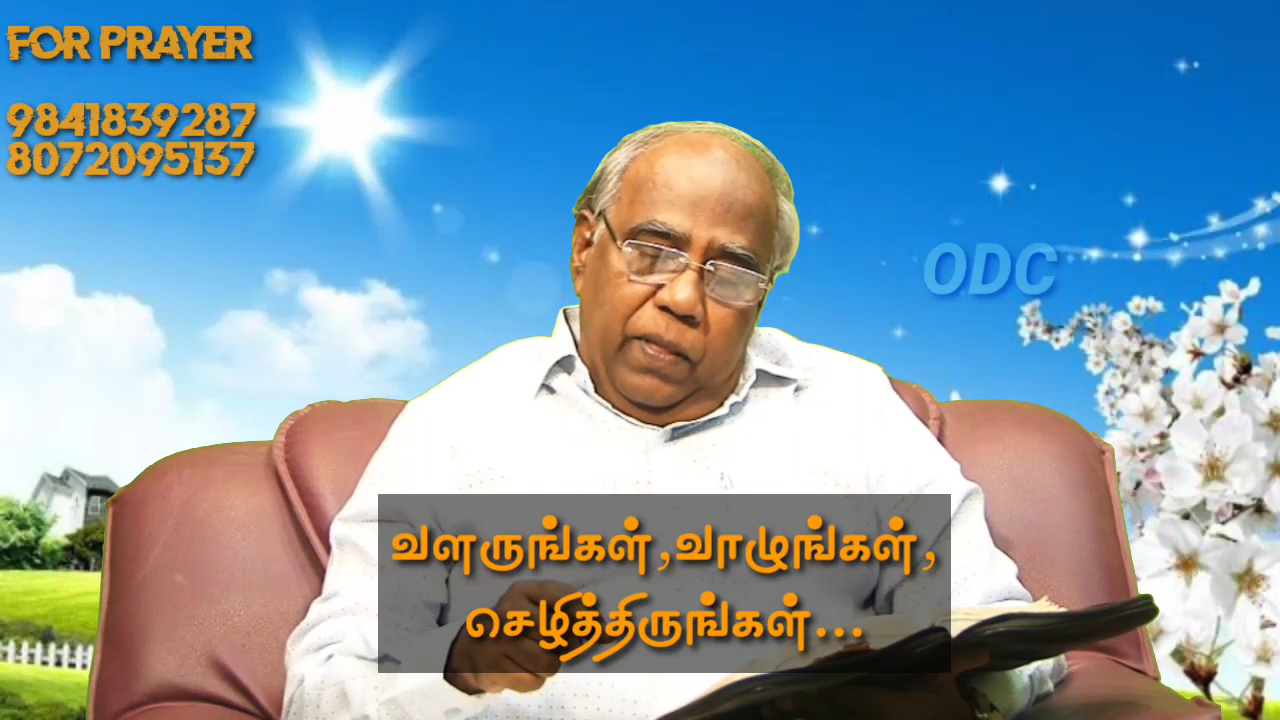 FOR PRAYER
9841839287
8072095137
ODC
வளருங்கள்,வாழுங்கள்,
செழித்திருங்கள்...